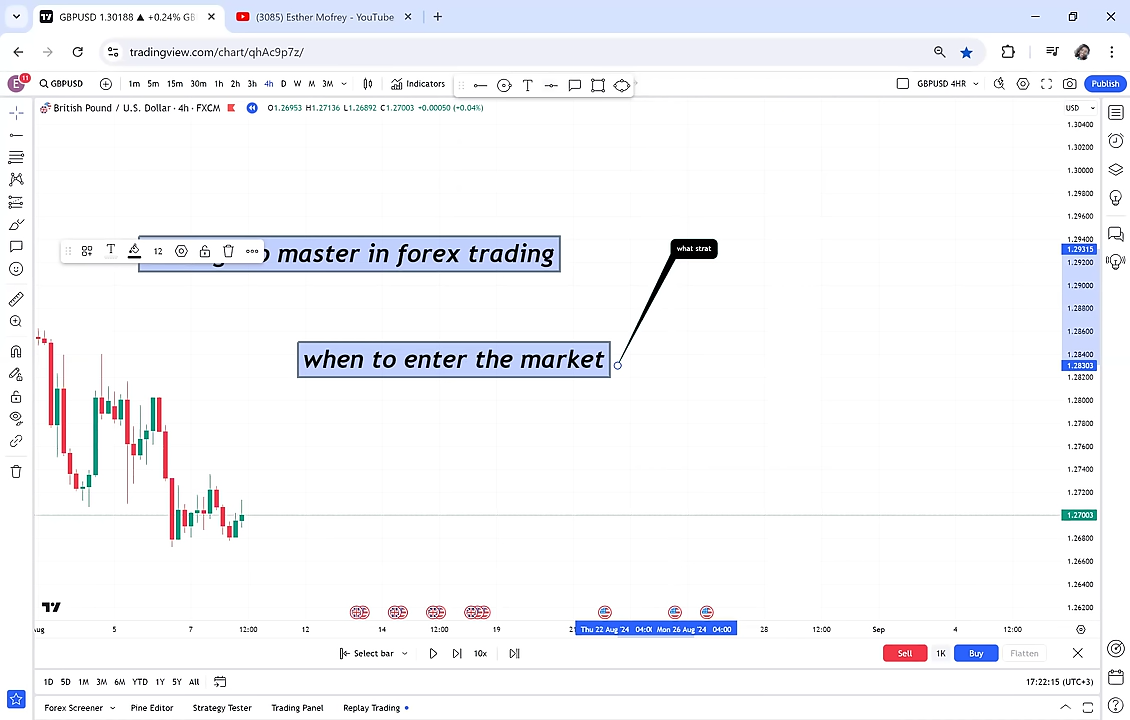 GBPUSD 1.30188 ▲ +0.24% GB
(3085) Esther Mofrey - YouTube
tradingview.com/chart/qhAc9p7z/
E 11 GBPUSD 1m 5m 15m 30m 1h 2h 3h 4h D W M 3M Indicators GBPUSD 4HR Publish
British Pound / U.S. Dollar · 4h · FXCM O1.26953 H1.27136 L1.26892 C1.27003 +0.00050 (+0.04%) USD
1.30400
1.30200
1.30000
1.29800
1.29600
1.29400
1.29315
1.29200
1.29000
1.28800
1.28600
1.28400
1.28303
1.28200
1.28000
1.27800
1.27600
1.27400
1.27200
1.27003
1.26800
1.26600
1.26400
1.26200
T 12
master in forex trading
what strat
when to enter the market
Aug 5 7 12:00 12 14 12:00 19 Thu 22 Aug '24 04:00 Mon 26 Aug '24 04:00 28 12:00 Sep 4 12:00
Select bar 10x Sell 1K Buy Flatten
1D 5D 1M 3M 6M YTD 1Y 5Y All 17:22:15 (UTC+3)
Forex Screener Pine Editor Strategy Tester Trading Panel Replay Trading